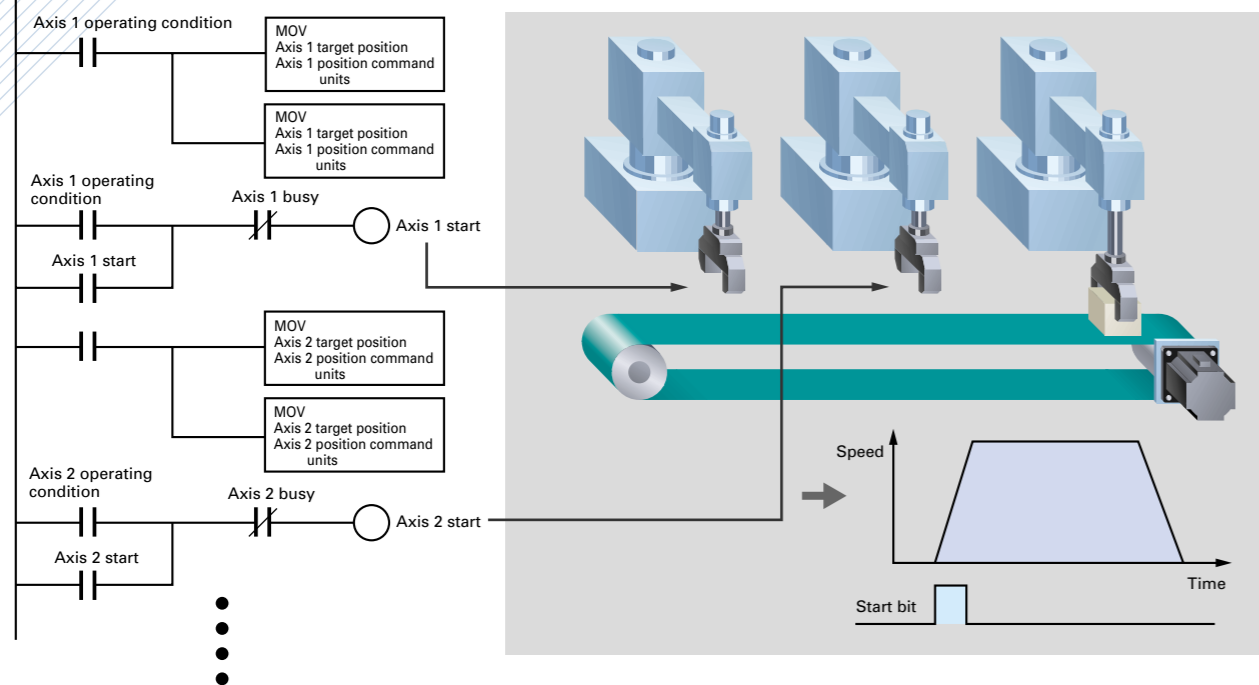 Axis 1 operating condition
MOV
Axis 1 target position
Axis 1 position command
units
MOV
Axis 1 target position
Axis 1 position command
units
Axis 1 operating
condition
Axis 1 busy
Axis 1 start
Axis 1 start
MOV
Axis 2 target position
Axis 2 position command
units
MOV
Axis 2 target position
Axis 2 position command
units
Axis 2 operating
condition
Axis 2 busy
Axis 2 start
Axis 2 start
Speed
Time
Start bit